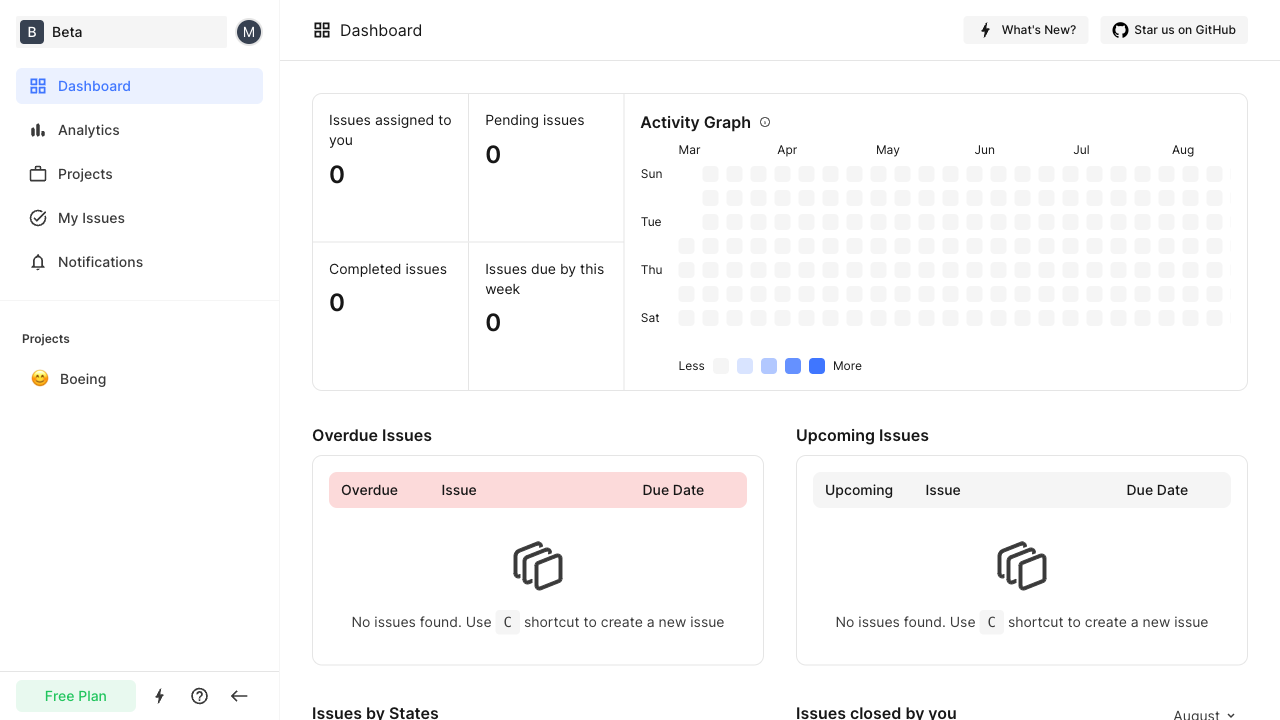 B Beta M
Dashboard
Analytics
Projects
My Issues
Notifications
Projects
Boeing
Free Plan
Dashboard
What's New?
Star us on GitHub
Issues assigned to
you
0
Pending issues
0
Completed issues
0
Issues due by this
week
0
Activity Graph
Mar Apr May Jun Jul Aug
Sun
Tue
Thu
Sat
Less More
Overdue Issues
Overdue Issue Due Date
No issues found. Use C shortcut to create a new issue
Upcoming Issues
Upcoming Issue Due Date
No issues found. Use C shortcut to create a new issue
Issues by States
Issues closed by you
August